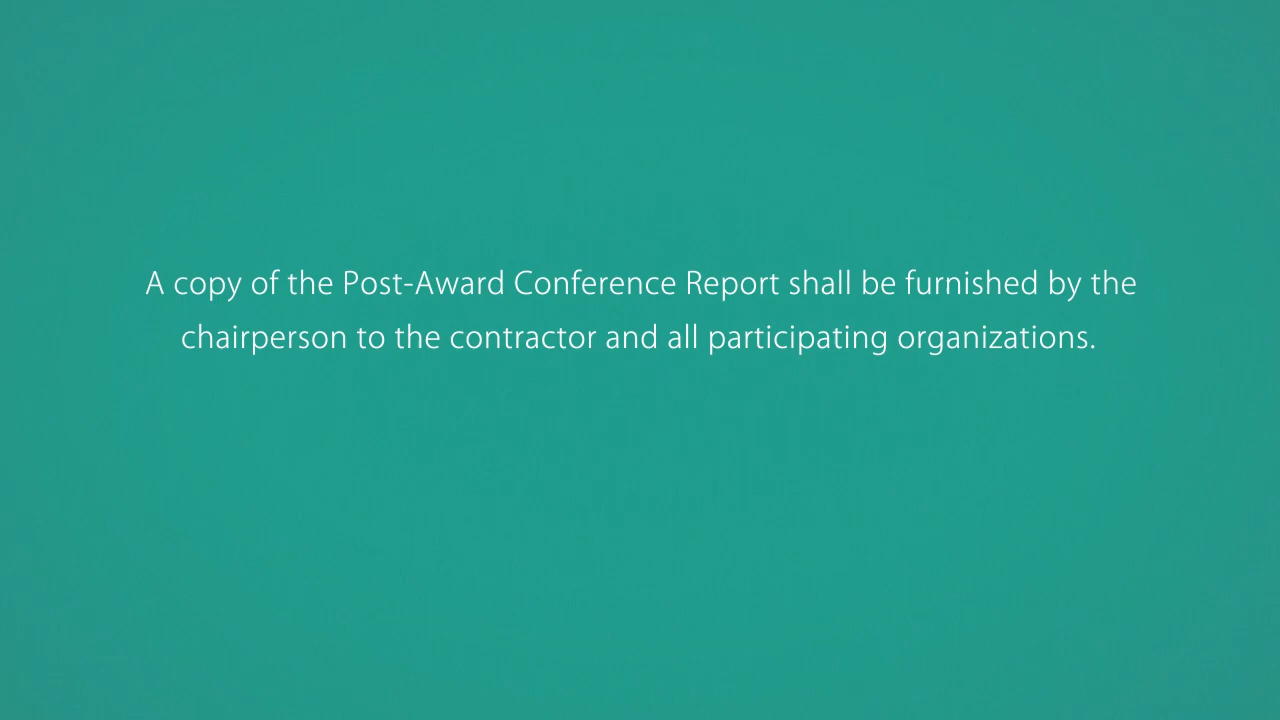 A copy of the Post-Award Conference Report shall be furnished by the
chairperson to the contractor and all participating organizations.